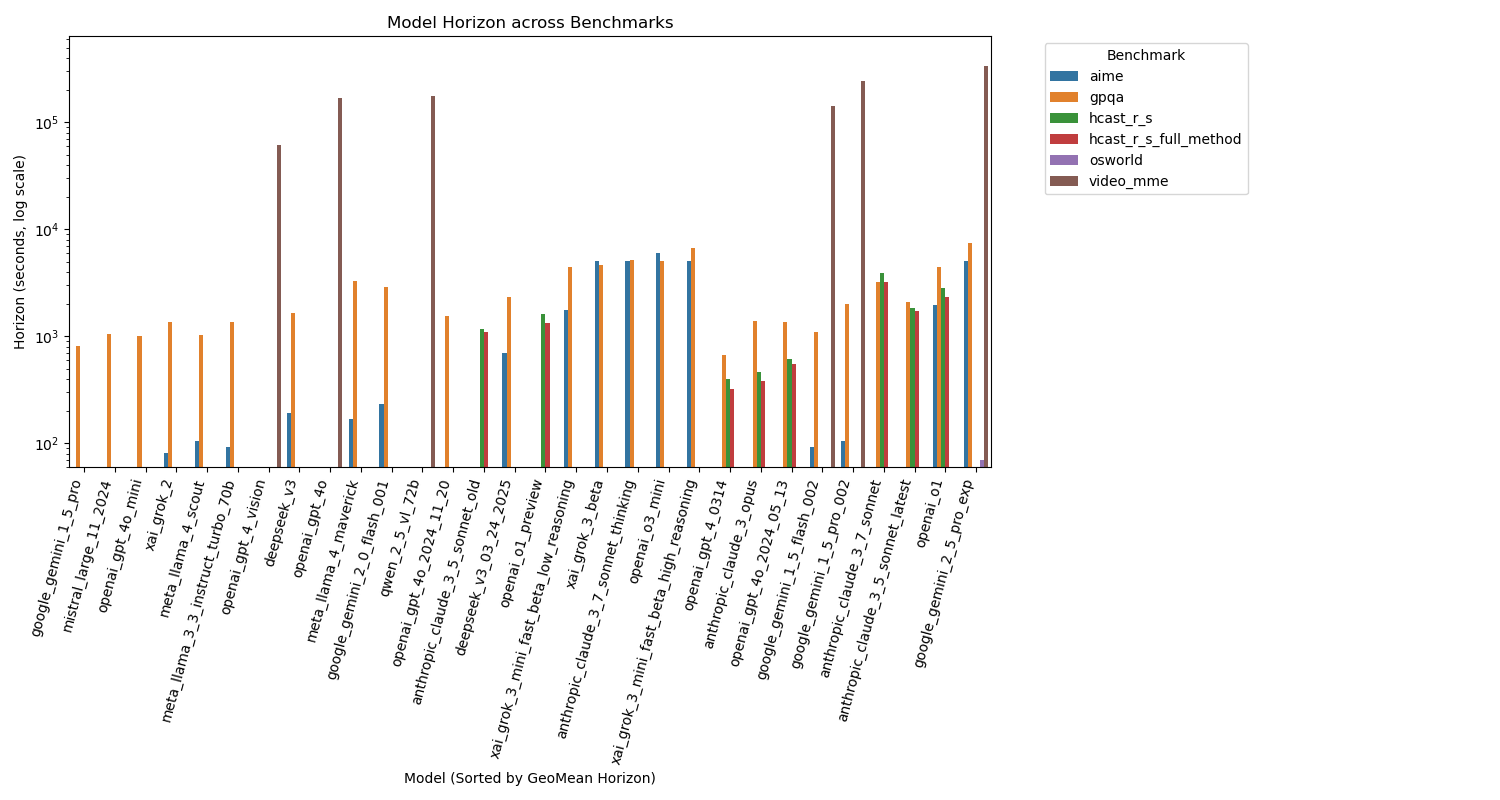 Model Horizon across Benchmarks
Horizon (seconds, log scale)
10^5
10^4
10^3
10^2
google_gemini_1_5_pro
mistral_large_11_2024
openai_gpt_4o_mini
xai_grok_2
meta_llama_4_scout
meta_llama_3_3_instruct_turbo_70b
openai_gpt_4_vision
deepseek_v3
openai_gpt_4o
meta_llama_4_maverick
google_gemini_2_0_flash_001
qwen_2_5_vl_72b
openai_gpt_4o_2024_11_20
anthropic_claude_3_5_sonnet_old
deepseek_v3_03_24_2025
openai_o1_preview
xai_grok_3_mini_fast_beta_low_reasoning
xai_grok_3_beta
anthropic_claude_3_7_sonnet_thinking
openai_o3_mini
xai_grok_3_mini_fast_beta_high_reasoning
openai_gpt_4_0314
anthropic_claude_3_opus
openai_gpt_4o_2024_05_13
google_gemini_1_5_flash_002
google_gemini_1_5_pro_002
anthropic_claude_3_7_sonnet
anthropic_claude_3_5_sonnet_latest
openai_o1
google_gemini_2_5_pro_exp
Model (Sorted by GeoMean Horizon)
Benchmark
aime
gpqa
hcast_r_s
hcast_r_s_full_method
osworld
video_mme